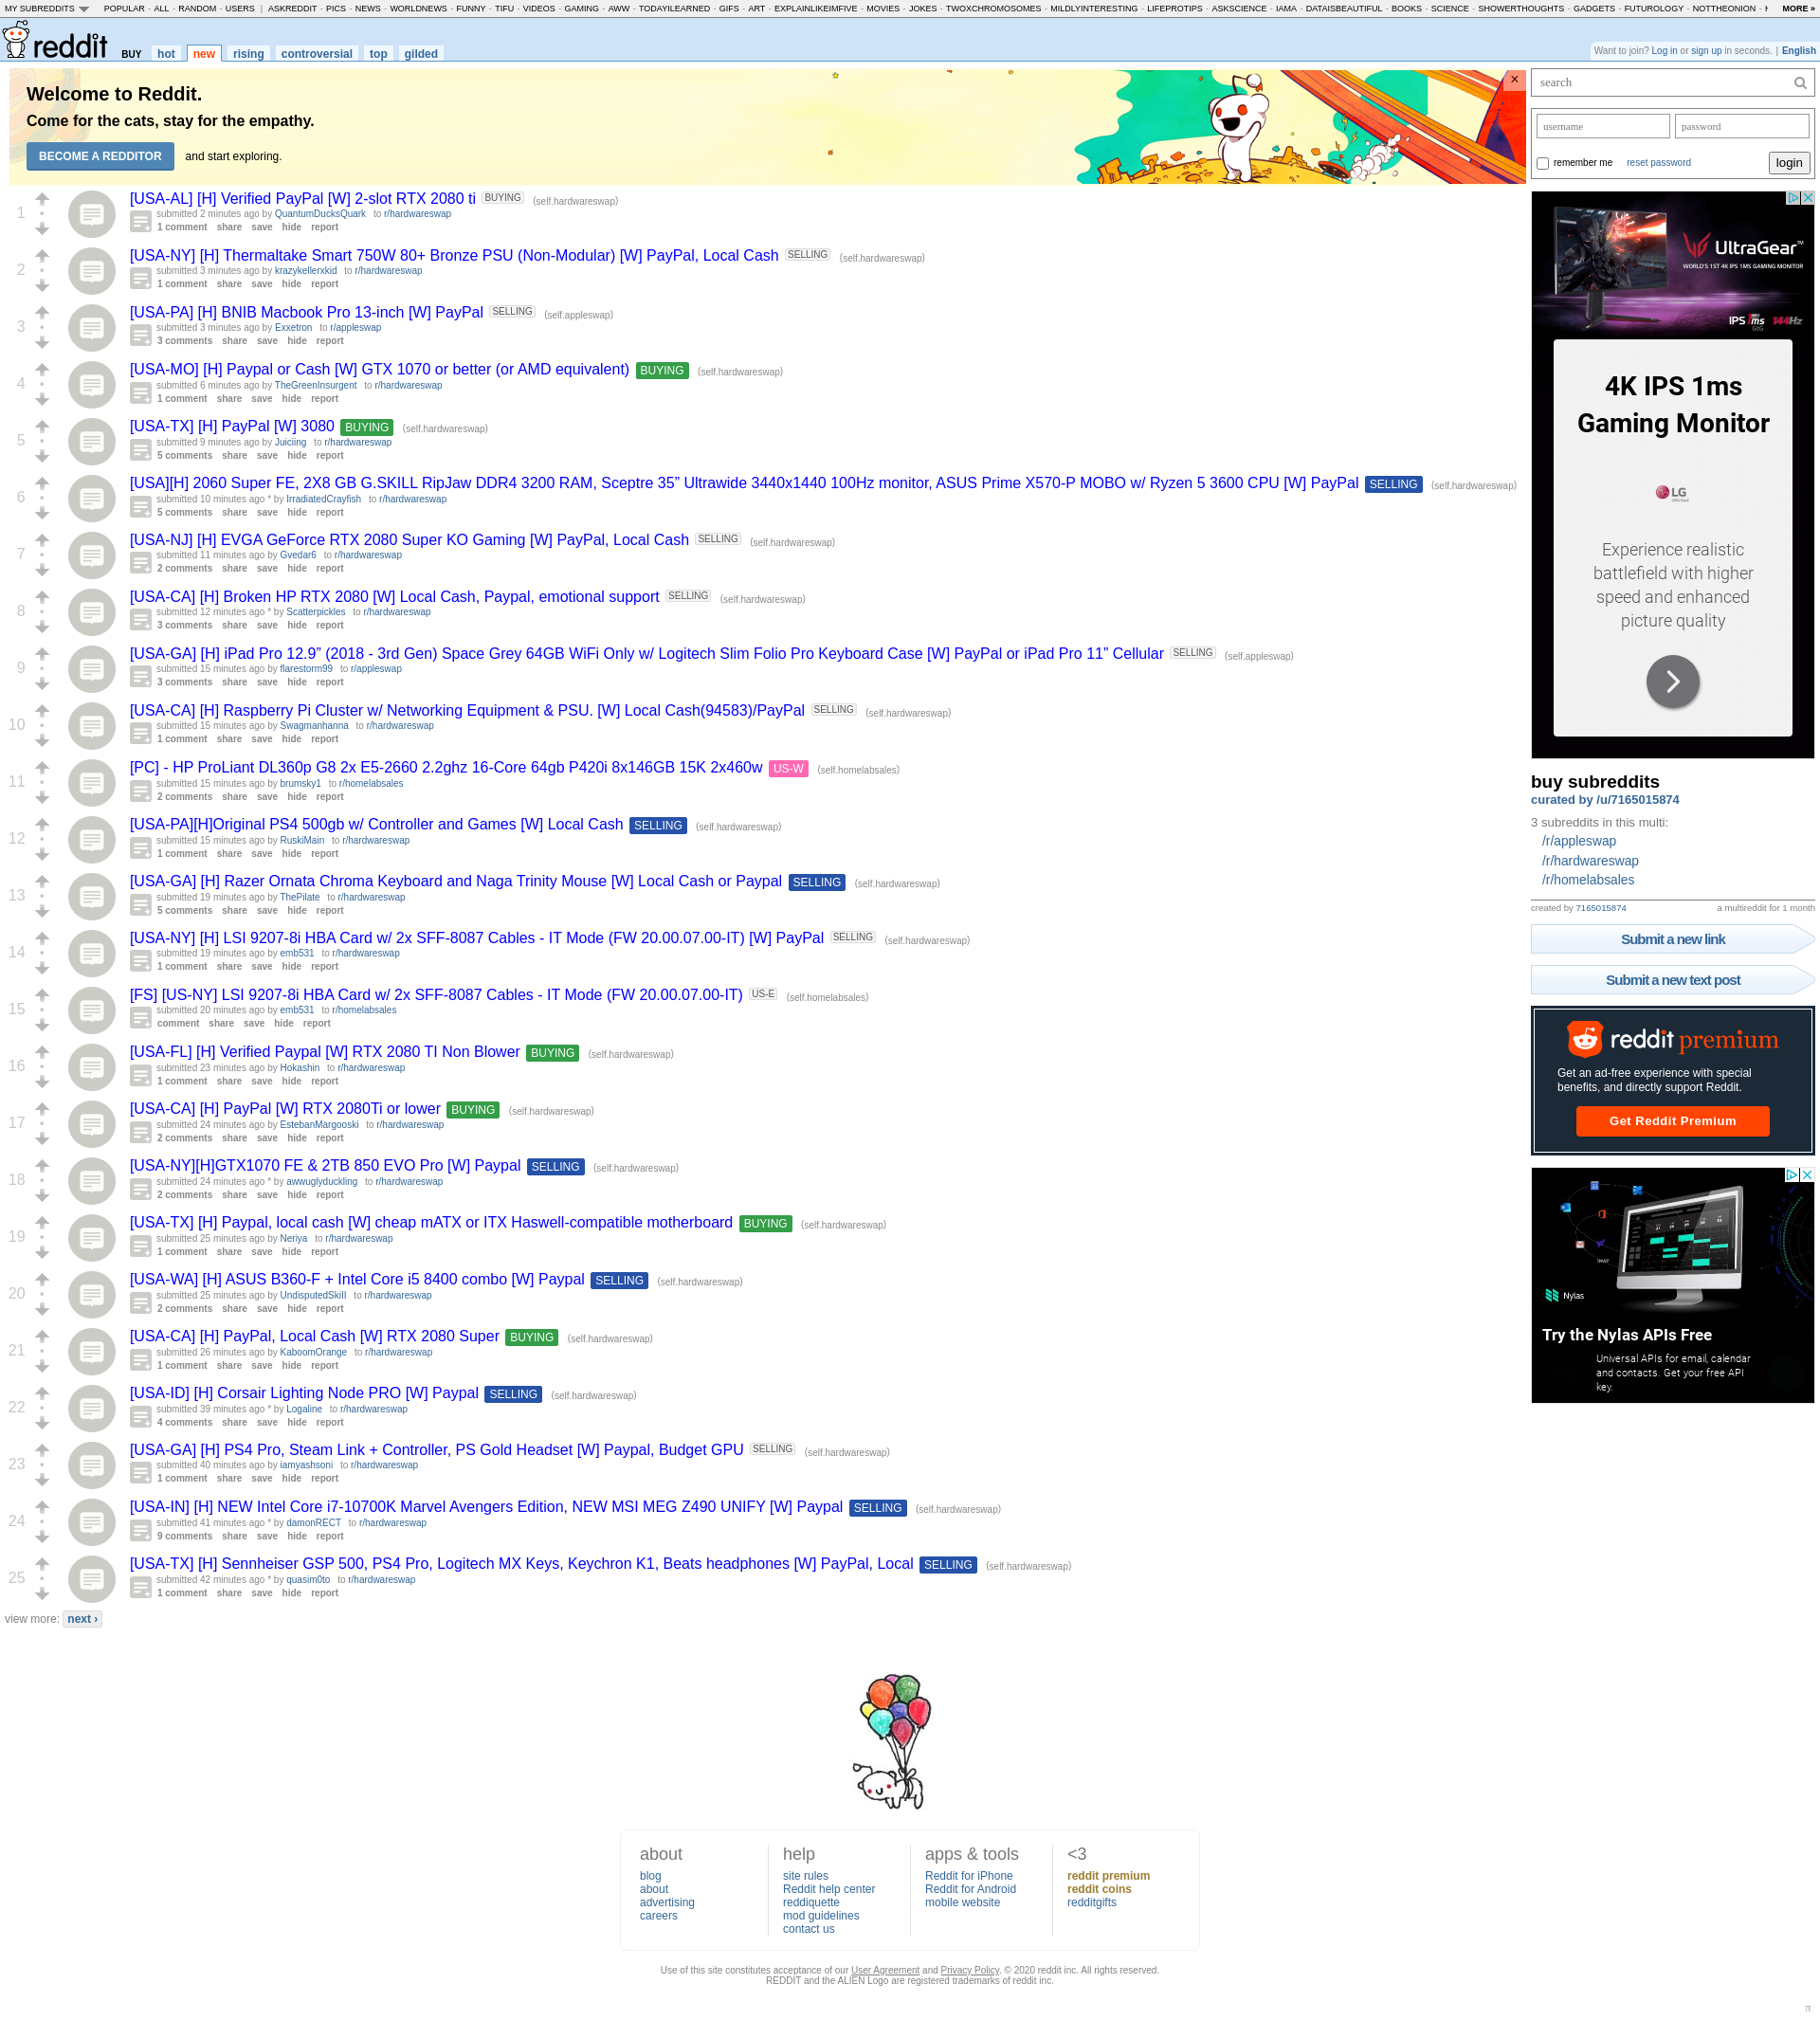 MY SUBREDDITS POPULAR - ALL - RANDOM - USERS | ASKREDDIT - PICS - NEWS - WORLDNEWS - FUNNY - TIFU - VIDEOS - GAMING - AWW - TODAYILEARNED - GIFS - ART - EXPLAINLIKEIMFIVE - MOVIES - JOKES - TWOXCHROMOSOMES - MILDLYINTERESTING - LIFEPROTIPS - ASKSCIENCE - IAMA - DATAISBEAUTIFUL - BOOKS - SCIENCE - SHOWERTHOUGHTS - GADGETS - FUTUROLOGY - NOTTHEONION - MORE »
reddit BUY hot new rising controversial top gilded
Want to join? Log in or sign up in seconds. | English
Welcome to Reddit.
Come for the cats, stay for the empathy.
BECOME A REDDITOR and start exploring.
×
1
[USA-AL] [H] Verified PayPal [W] 2-slot RTX 2080 ti BUYING (self.hardwareswap)
submitted 2 minutes ago by QuantumDucksQuark to r/hardwareswap
1 comment share save hide report
2
[USA-NY] [H] Thermaltake Smart 750W 80+ Bronze PSU (Non-Modular) [W] PayPal, Local Cash SELLING (self.hardwareswap)
submitted 3 minutes ago by krazykellerxkid to r/hardwareswap
1 comment share save hide report
3
[USA-PA] [H] BNIB Macbook Pro 13-inch [W] PayPal SELLING (self.appleswap)
submitted 3 minutes ago by Exxetron to r/appleswap
3 comments share save hide report
4
[USA-MO] [H] Paypal or Cash [W] GTX 1070 or better (or AMD equivalent) BUYING (self.hardwareswap)
submitted 6 minutes ago by TheGreenInsurgent to r/hardwareswap
1 comment share save hide report
5
[USA-TX] [H] PayPal [W] 3080 BUYING (self.hardwareswap)
submitted 9 minutes ago by Juiciing to r/hardwareswap
5 comments share save hide report
6
[USA][H] 2060 Super FE, 2X8 GB G.SKILL RipJaw DDR4 3200 RAM, Sceptre 35” Ultrawide 3440x1440 100Hz monitor, ASUS Prime X570-P MOBO w/ Ryzen 5 3600 CPU [W] PayPal SELLING (self.hardwareswap)
submitted 10 minutes ago * by IrradiatedCrayfish to r/hardwareswap
5 comments share save hide report
7
[USA-NJ] [H] EVGA GeForce RTX 2080 Super KO Gaming [W] PayPal, Local Cash SELLING (self.hardwareswap)
submitted 11 minutes ago by Gvedar6 to r/hardwareswap
2 comments share save hide report
8
[USA-CA] [H] Broken HP RTX 2080 [W] Local Cash, Paypal, emotional support SELLING (self.hardwareswap)
submitted 12 minutes ago * by Scatterpickles to r/hardwareswap
3 comments share save hide report
9
[USA-GA] [H] iPad Pro 12.9” (2018 - 3rd Gen) Space Grey 64GB WiFi Only w/ Logitech Slim Folio Pro Keyboard Case [W] PayPal or iPad Pro 11” Cellular SELLING (self.appleswap)
submitted 15 minutes ago by flarestorm99 to r/appleswap
3 comments share save hide report
10
[USA-CA] [H] Raspberry Pi Cluster w/ Networking Equipment & PSU. [W] Local Cash(94583)/PayPal SELLING (self.hardwareswap)
submitted 15 minutes ago by Swagmanhanna to r/hardwareswap
1 comment share save hide report
11
[PC] - HP ProLiant DL360p G8 2x E5-2660 2.2ghz 16-Core 64gb P420i 8x146GB 15K 2x460w US-W (self.homelabsales)
submitted 15 minutes ago by brumsky1 to r/homelabsales
2 comments share save hide report
12
[USA-PA][H]Original PS4 500gb w/ Controller and Games [W] Local Cash SELLING (self.hardwareswap)
submitted 15 minutes ago by RuskiMain to r/hardwareswap
1 comment share save hide report
13
[USA-GA] [H] Razer Ornata Chroma Keyboard and Naga Trinity Mouse [W] Local Cash or Paypal SELLING (self.hardwareswap)
submitted 19 minutes ago by ThePilate to r/hardwareswap
5 comments share save hide report
14
[USA-NY] [H] LSI 9207-8i HBA Card w/ 2x SFF-8087 Cables - IT Mode (FW 20.00.07.00-IT) [W] PayPal SELLING (self.hardwareswap)
submitted 19 minutes ago by emb531 to r/hardwareswap
1 comment share save hide report
15
[FS] [US-NY] LSI 9207-8i HBA Card w/ 2x SFF-8087 Cables - IT Mode (FW 20.00.07.00-IT) US-E (self.homelabsales)
submitted 20 minutes ago by emb531 to r/homelabsales
comment share save hide report
16
[USA-FL] [H] Verified Paypal [W] RTX 2080 TI Non Blower BUYING (self.hardwareswap)
submitted 23 minutes ago by Hokashin to r/hardwareswap
1 comment share save hide report
17
[USA-CA] [H] PayPal [W] RTX 2080Ti or lower BUYING (self.hardwareswap)
submitted 24 minutes ago by EstebanMargooski to r/hardwareswap
2 comments share save hide report
18
[USA-NY][H]GTX1070 FE & 2TB 850 EVO Pro [W] Paypal SELLING (self.hardwareswap)
submitted 24 minutes ago * by awwuglyduckling to r/hardwareswap
2 comments share save hide report
19
[USA-TX] [H] Paypal, local cash [W] cheap mATX or ITX Haswell-compatible motherboard BUYING (self.hardwareswap)
submitted 25 minutes ago by Neriya to r/hardwareswap
1 comment share save hide report
20
[USA-WA] [H] ASUS B360-F + Intel Core i5 8400 combo [W] Paypal SELLING (self.hardwareswap)
submitted 25 minutes ago by UndisputedSkill to r/hardwareswap
2 comments share save hide report
21
[USA-CA] [H] PayPal, Local Cash [W] RTX 2080 Super BUYING (self.hardwareswap)
submitted 26 minutes ago by KaboomOrange to r/hardwareswap
1 comment share save hide report
22
[USA-ID] [H] Corsair Lighting Node PRO [W] Paypal SELLING (self.hardwareswap)
submitted 39 minutes ago * by Logaline to r/hardwareswap
4 comments share save hide report
23
[USA-GA] [H] PS4 Pro, Steam Link + Controller, PS Gold Headset [W] Paypal, Budget GPU SELLING (self.hardwareswap)
submitted 40 minutes ago by iamyashsoni to r/hardwareswap
1 comment share save hide report
24
[USA-IN] [H] NEW Intel Core i7-10700K Marvel Avengers Edition, NEW MSI MEG Z490 UNIFY [W] Paypal SELLING (self.hardwareswap)
submitted 41 minutes ago * by damonRECT to r/hardwareswap
9 comments share save hide report
25
[USA-TX] [H] Sennheiser GSP 500, PS4 Pro, Logitech MX Keys, Keychron K1, Beats headphones [W] PayPal, Local SELLING (self.hardwareswap)
submitted 42 minutes ago * by quasim0to to r/hardwareswap
1 comment share save hide report
view more: next ›
search
username password
remember me reset password login
UltraGear™
WORLD'S 1ST 4K IPS 1MS GAMING MONITOR
IPS 1ms GtG 144Hz
4K IPS 1ms
Gaming Monitor
LG
Experience realistic
battlefield with higher
speed and enhanced
picture quality
buy subreddits
curated by /u/7165015874
3 subreddits in this multi:
/r/appleswap
/r/hardwareswap
/r/homelabsales
created by 7165015874 a multireddit for 1 month
Submit a new link
Submit a new text post
reddit premium
Get an ad-free experience with special
benefits, and directly support Reddit.
Get Reddit Premium
IMAP
Nylas
Try the Nylas APIs Free
Universal APIs for email, calendar
and contacts. Get your free API
key.
about
blog
about
advertising
careers
help
site rules
Reddit help center
reddiquette
mod guidelines
contact us
apps & tools
Reddit for iPhone
Reddit for Android
mobile website
<3
reddit premium
reddit coins
redditgifts
Use of this site constitutes acceptance of our User Agreement and Privacy Policy. © 2020 reddit inc. All rights reserved.
REDDIT and the ALIEN Logo are registered trademarks of reddit inc.
π